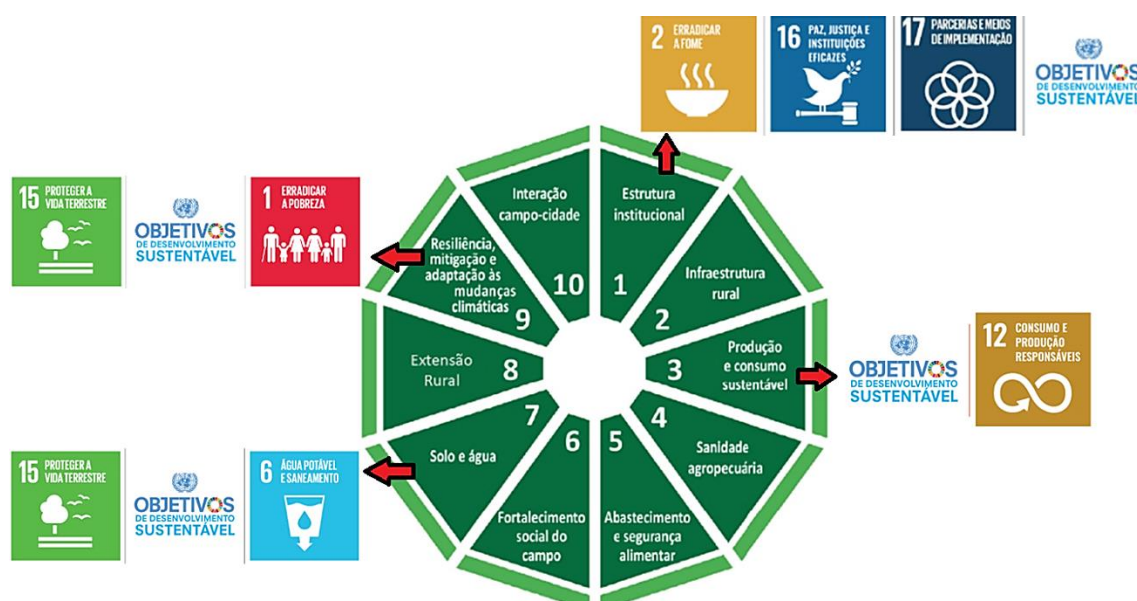 2 ERRADICAR
A FOME
16 PAZ, JUSTIÇA E
INSTITUIÇÕES
EFICAZES
17 PARCERIAS E MEIOS
DE IMPLEMENTAÇÃO
OBJETIVOS
DE DESENVOLVIMENTO
SUSTENTÁVEL
15 PROTEGER A
VIDA TERRESTRE
OBJETIVOS
DE DESENVOLVIMENTO
SUSTENTÁVEL
1 ERRADICAR
A POBREZA
Estrutura
institucional
1
Infraestrutura
rural
2
Produção
e consumo
sustentável
3
OBJETIVOS
DE DESENVOLVIMENTO
SUSTENTÁVEL
12 CONSUMO E
PRODUÇÃO
RESPONSÁVEIS
Sanidade
agropecuária
4
Abastecimento
e segurança
alimentar
5
Fortalecimento
social do
campo
6
Solo e água
7
15 PROTEGER A
VIDA TERRESTRE
OBJETIVOS
DE DESENVOLVIMENTO
SUSTENTÁVEL
6 ÁGUA POTÁVEL
E SANEAMENTO
Extensão
Rural
8
Resiliência,
mitigação e
adaptação às
mudanças
climáticas
9
Interação
campo-cidade
10